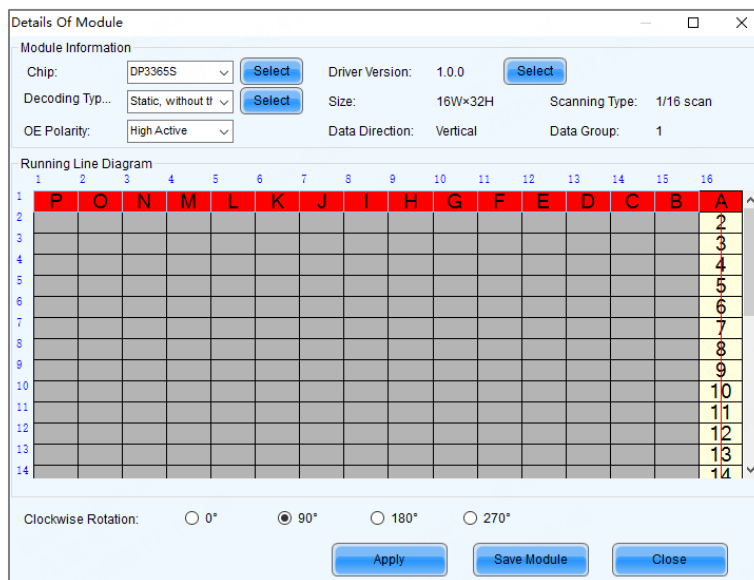 Details Of Module
Module Information
Chip: DP3365S Select Driver Version: 1.0.0 Select
Decoding Typ... Static, without th Select Size: 16W×32H Scanning Type: 1/16 scan
OE Polarity: High Active Data Direction: Vertical Data Group: 1
Running Line Diagram
1 2 3 4 5 6 7 8 9 10 11 12 13 14 15 16
1 P O N M L K J I H G F E D C B A
2 2
3 3
4 4
5 5
6 6
7 7
8 8
9 9
10 10
11 11
12 12
13 13
14 14
Clockwise Rotation: 0° 90° 180° 270°
Apply Save Module Close